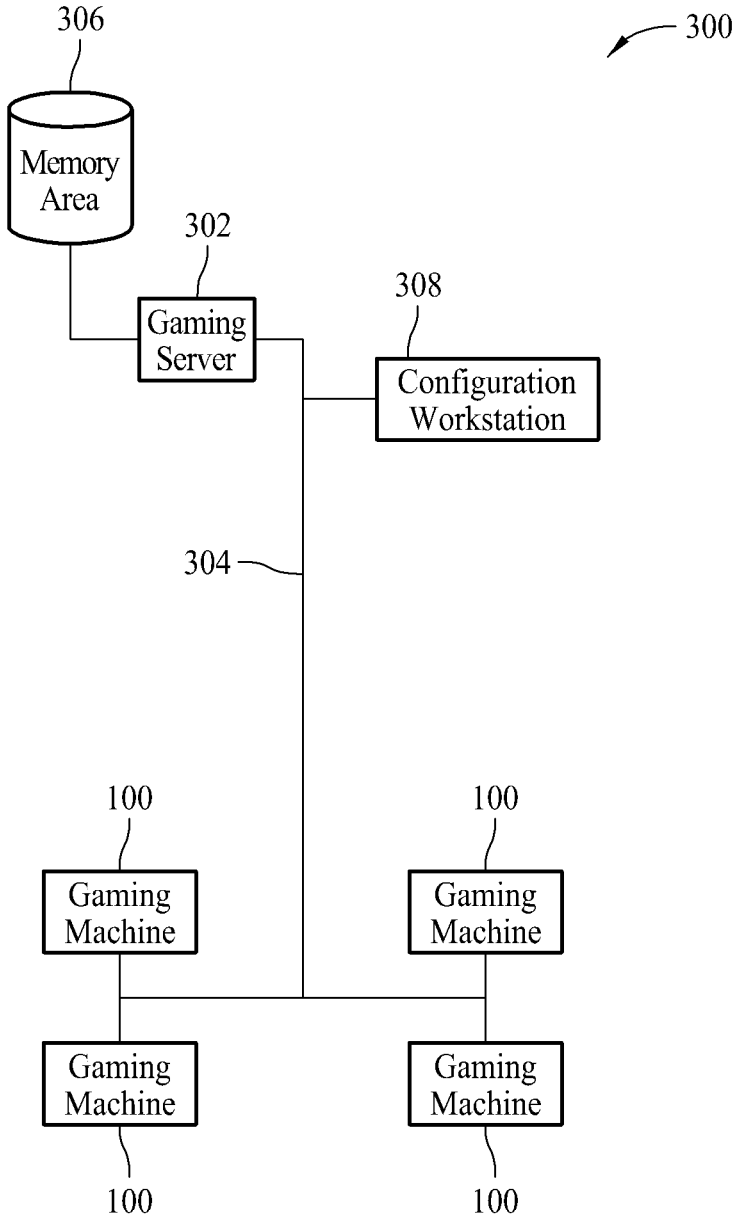 300
306
Memory
Area
302
Gaming
Server
308
Configuration
Workstation
304
100
Gaming
Machine
100
Gaming
Machine
Gaming
Machine
100
Gaming
Machine
100